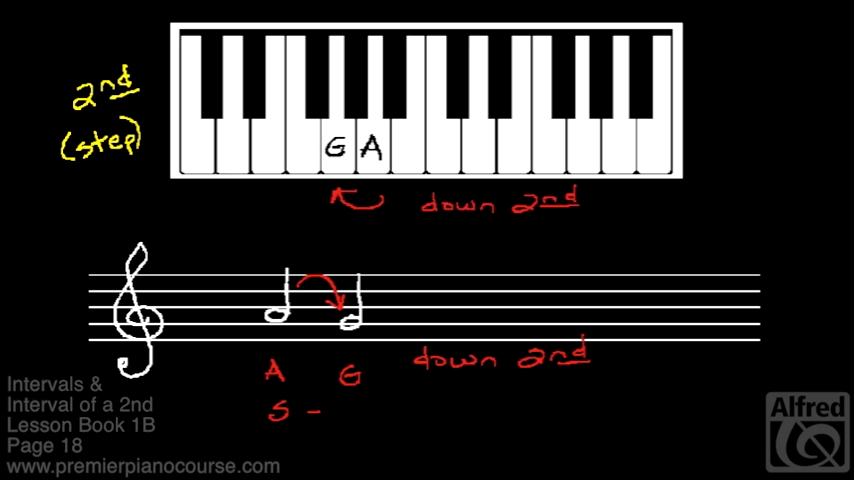 2nd
(step)
G A
down 2nd
down 2nd
A G
S -
Intervals &
Interval of a 2nd
Lesson Book 1B
Page 18
www.premierpianocourse.com
Alfred